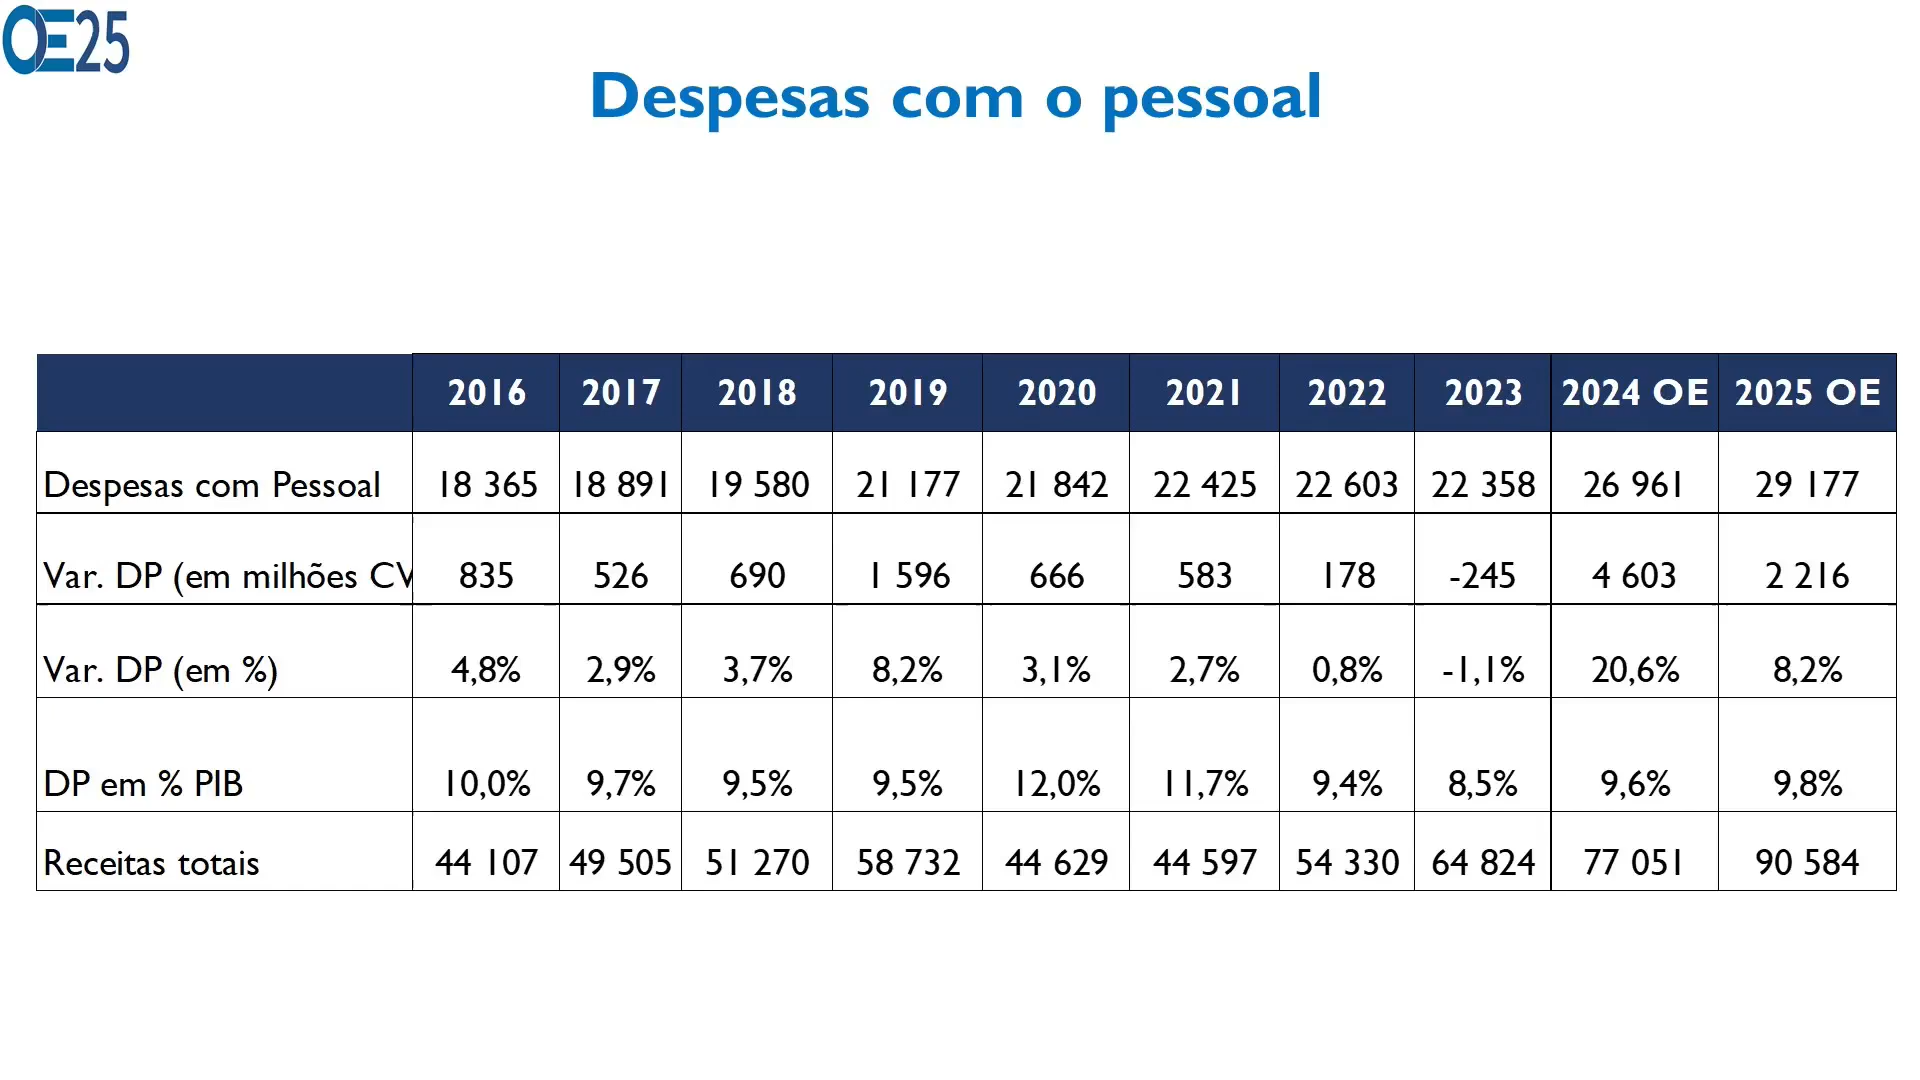 OE25
Despesas com o pessoal
2016 2017 2018 2019 2020 2021 2022 2023 2024 OE 2025 OE
Despesas com Pessoal 18 365 18 891 19 580 21 177 21 842 22 425 22 603 22 358 26 961 29 177
Var. DP (em milhões CV 835 526 690 1 596 666 583 178 -245 4 603 2 216
Var. DP (em %) 4,8% 2,9% 3,7% 8,2% 3,1% 2,7% 0,8% -1,1% 20,6% 8,2%
DP em % PIB 10,0% 9,7% 9,5% 9,5% 12,0% 11,7% 9,4% 8,5% 9,6% 9,8%
Receitas totais 44 107 49 505 51 270 58 732 44 629 44 597 54 330 64 824 77 051 90 584